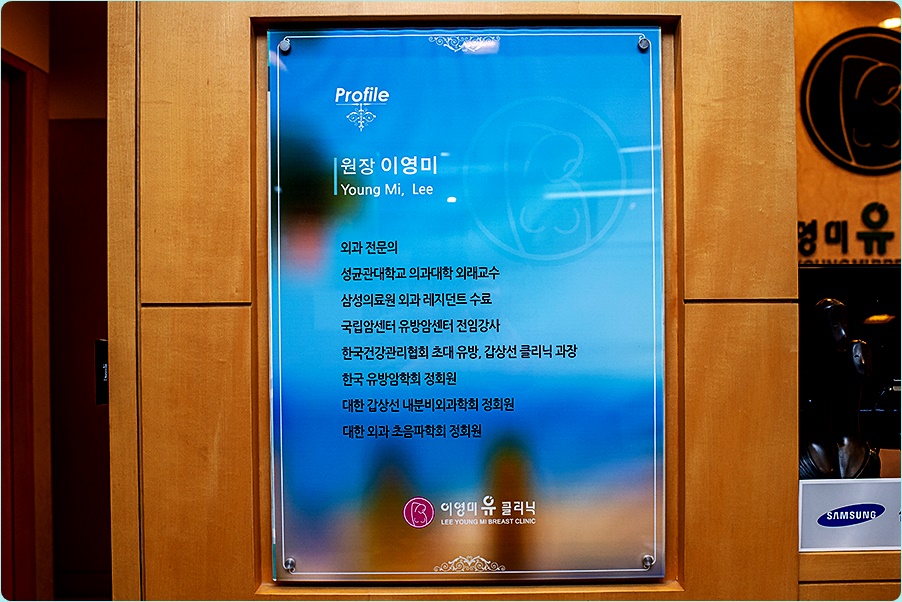 Profile
원장 이영미
Young Mi, Lee
외과 전문의
성균관대학교 의과대학 외래교수
삼성의료원 외과 레지던트 수료
국립암센터 유방암센터 전임강사
한국건강관리협회 초대 유방, 갑상선 클리닉 과장
한국 유방암학회 정회원
대한 갑상선 내분비외과학회 정회원
대한 외과 초음파학회 정회원
이영미 유 클리닉
LEE YOUNG MI BREAST CLINIC
영미 유
SAMSUNG